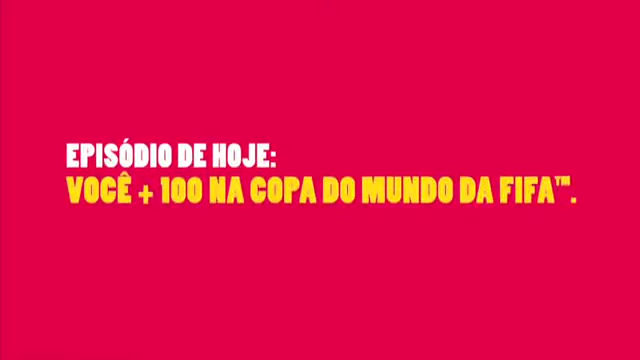 EPISÓDIO DE HOJE:
VOCÊ + 100 NA COPA DO MUNDO DA FIFA™.